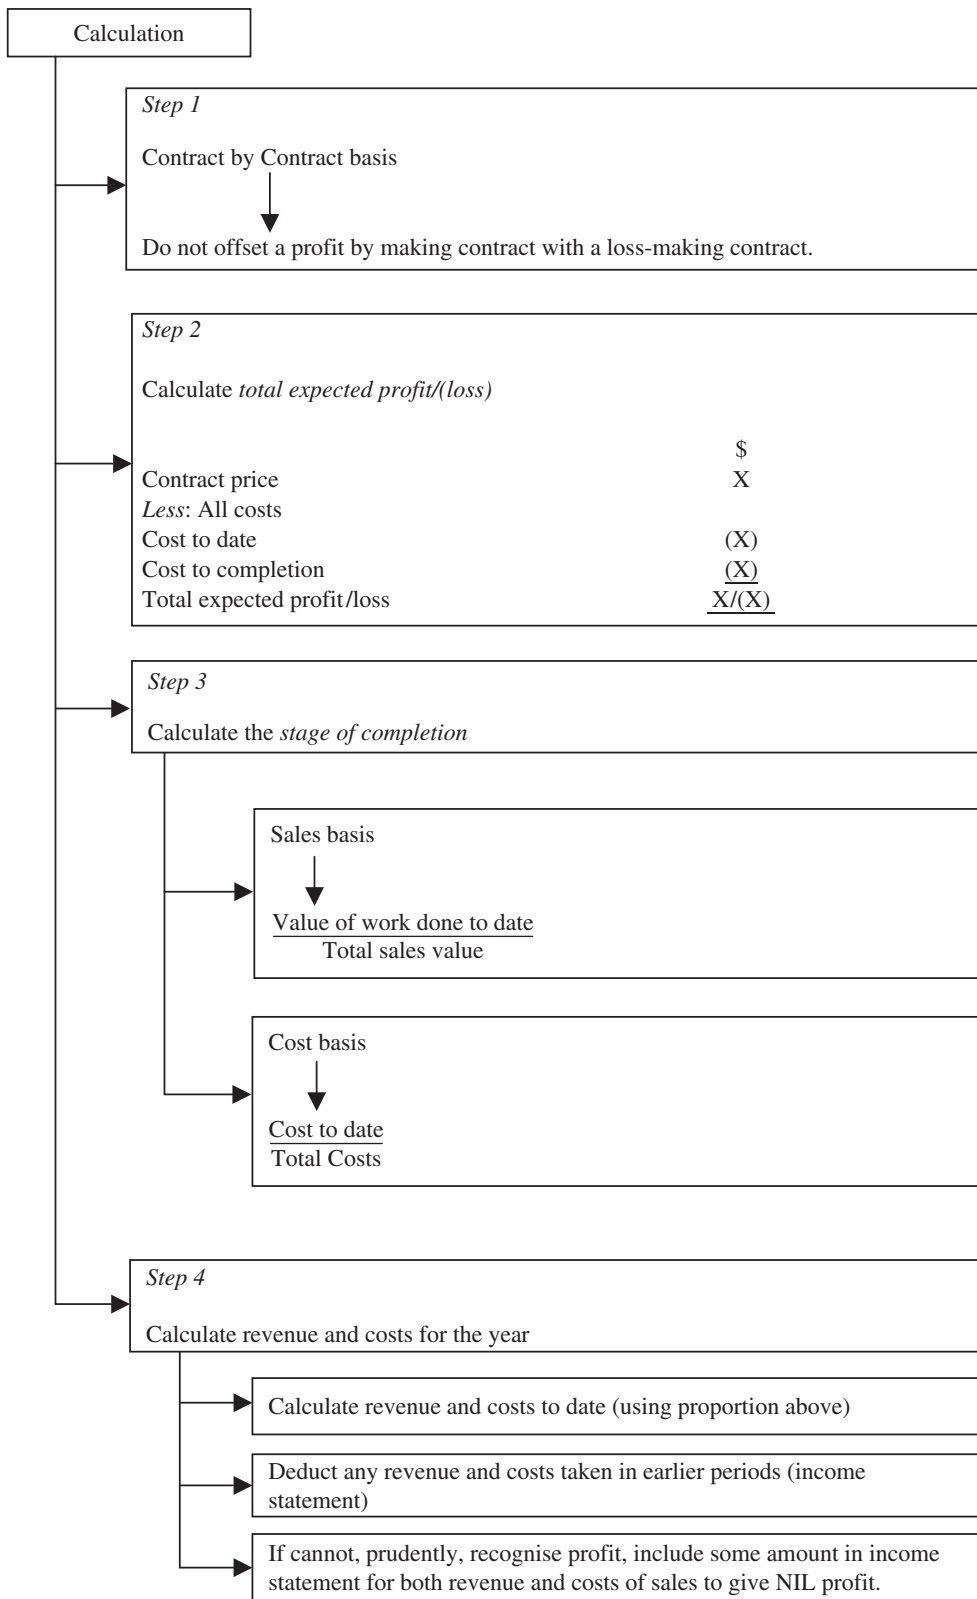 Calculation
Step 1
Contract by Contract basis
Do not offset a profit by making contract with a loss-making contract.
Step 2
Calculate total expected profit/(loss)
$
Contract price X
Less: All costs
Cost to date (X)
Cost to completion (X)
Total expected profit/loss X/(X)
Step 3
Calculate the stage of completion
Sales basis
Value of work done to date
Total sales value
Cost basis
Cost to date
Total Costs
Step 4
Calculate revenue and costs for the year
Calculate revenue and costs to date (using proportion above)
Deduct any revenue and costs taken in earlier periods (income
statement)
If cannot, prudently, recognise profit, include some amount in income
statement for both revenue and costs of sales to give NIL profit.